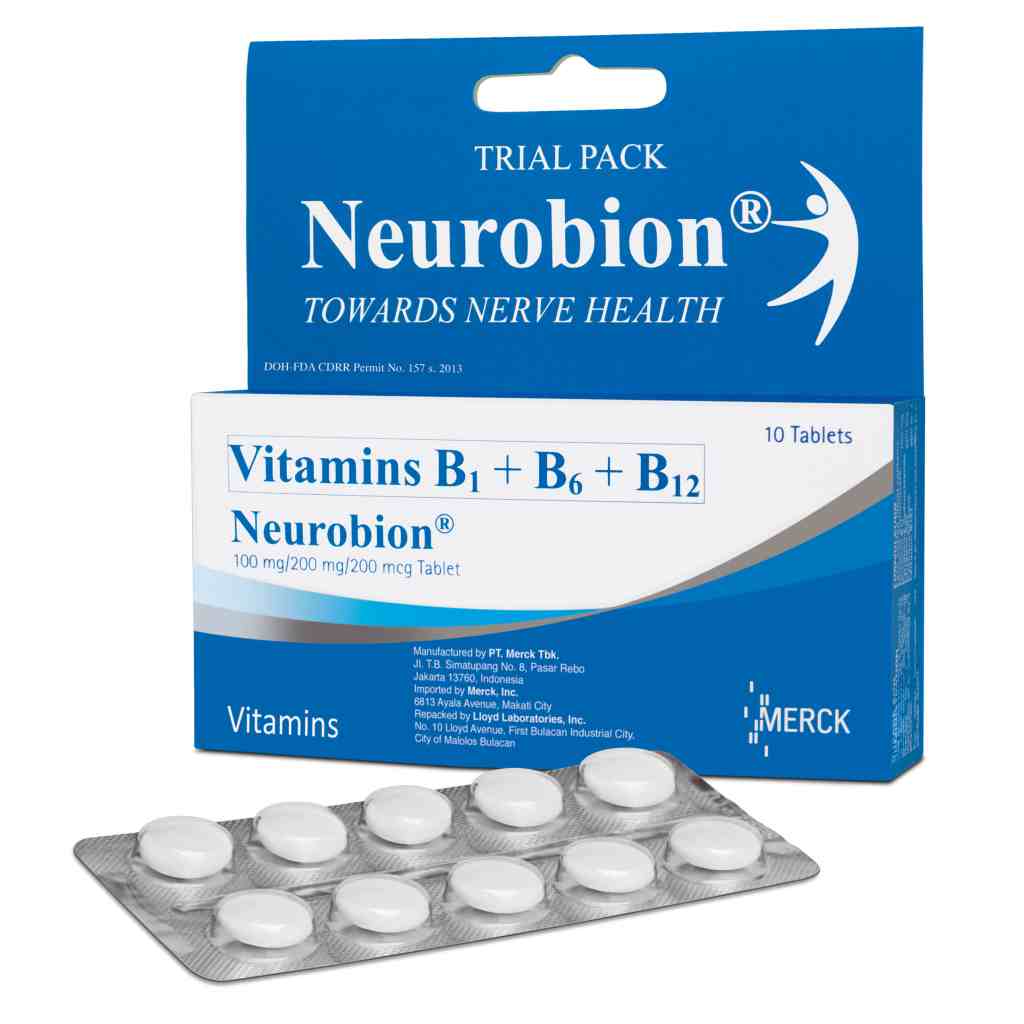 TRIAL PACK
Neurobion®
TOWARDS NERVE HEALTH
DOH-FDA CDRR Permit No. 157 s. 2013
10 Tablets
Vitamins B₁ + B₆ + B₁₂
Neurobion®
100 mg/200 mg/200 mcg Tablet
Manufactured by PT. Merck Tbk.
Jl. T.B. Simatupang No. 8, Pasar Rebo
Jakarta 13760, Indonesia
Imported by Merck, Inc.
6813 Ayala Avenue, Makati City
Repacked by Lloyd Laboratories, Inc.
No. 10 Lloyd Avenue, First Bulacan Industrial City,
City of Malolos Bulacan
Vitamins
MERCK